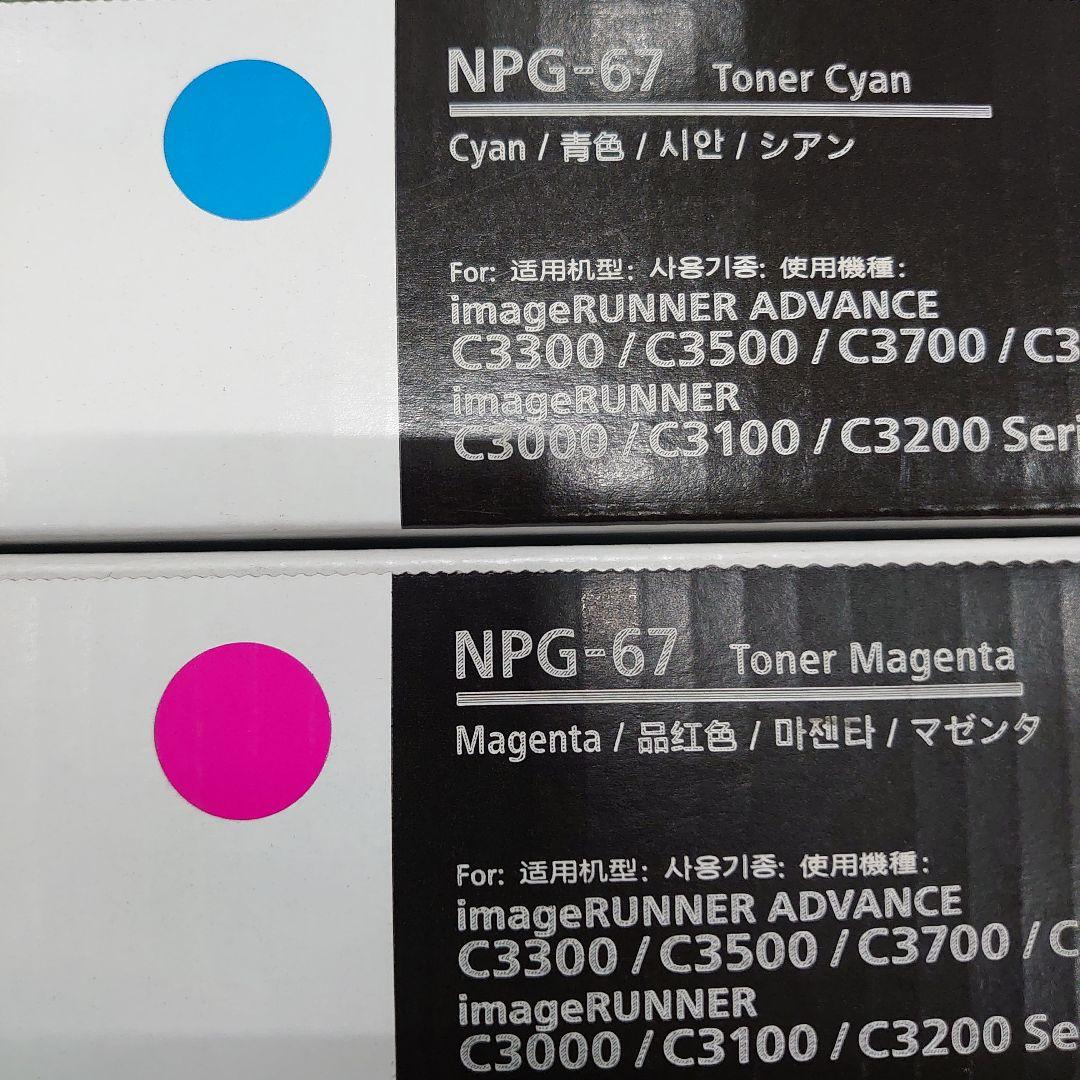 NPG-67 Toner Cyan
Cyan / 青色 / 시안 / シアン
For: 适用机型: 사용기종: 使用機種:
imageRUNNER ADVANCE
C3300 / C3500 / C3700 / C3
imageRUNNER
C3000 / C3100 / C3200 Seri
NPG-67 Toner Magenta
Magenta / 品红色 / 마젠타 / マゼンタ
For: 适用机型: 사용기종: 使用機種:
imageRUNNER ADVANCE
C3300 / C3500 / C3700 / C
imageRUNNER
C3000 / C3100 / C3200 Se